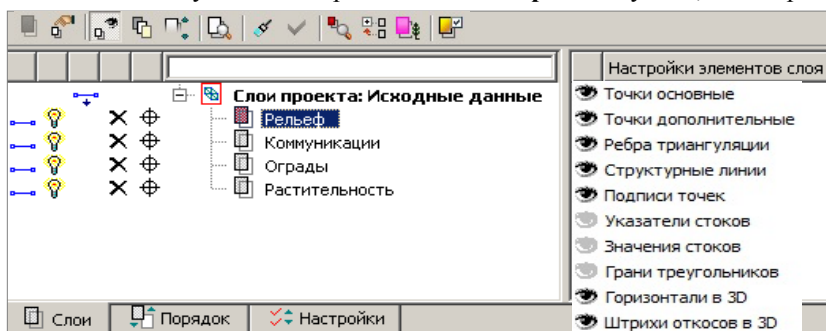 Настройки элементов слоя
Слои проекта: Исходные данные
Рельеф
Коммуникации
Ограды
Растительность
Точки основные
Точки дополнительные
Ребра триангуляции
Структурные линии
Подписи точек
Указатели стоков
Значения стоков
Грани треугольников
Горизонтали в 3D
Штрихи откосов в 3D
Слои
Порядок
Настройки